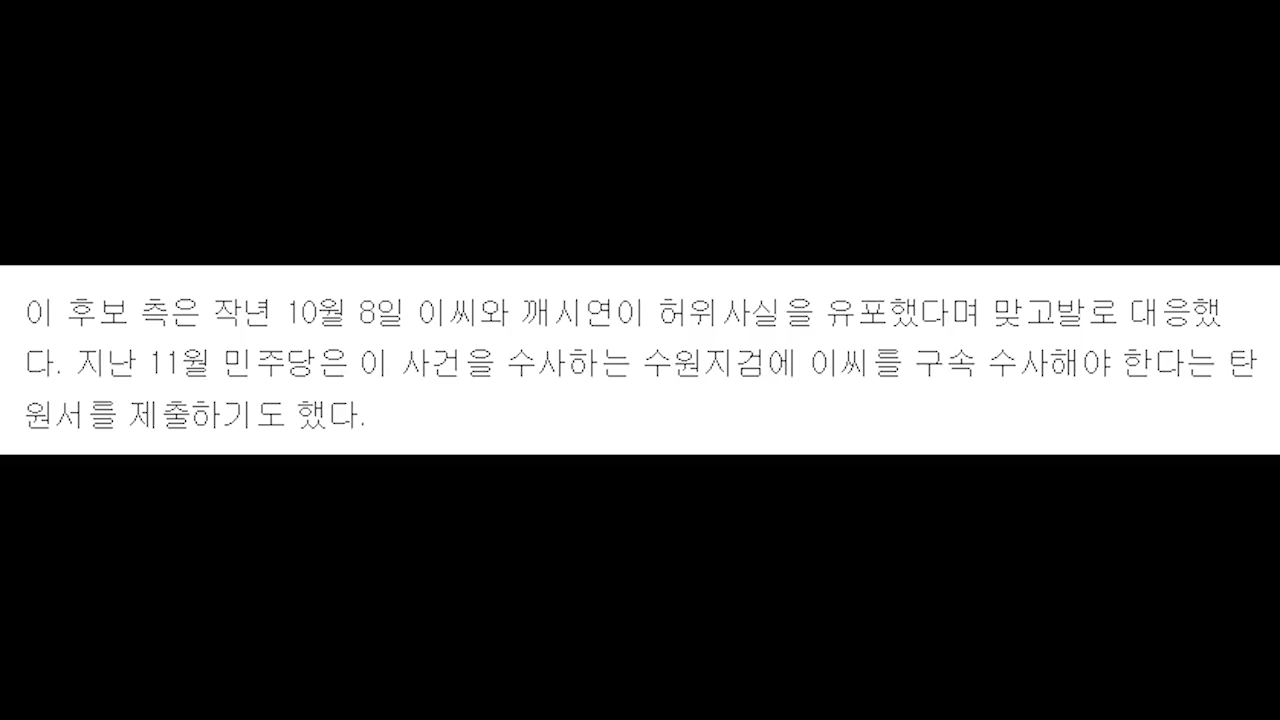 이 후보 측은 작년 10월 8일 이씨와 깨시연이 허위사실을 유포했다며 맞고발로 대응했
다. 지난 11월 민주당은 이 사건을 수사하는 수원지검에 이씨를 구속 수사해야 한다는 탄
원서를 제출하기도 했다.